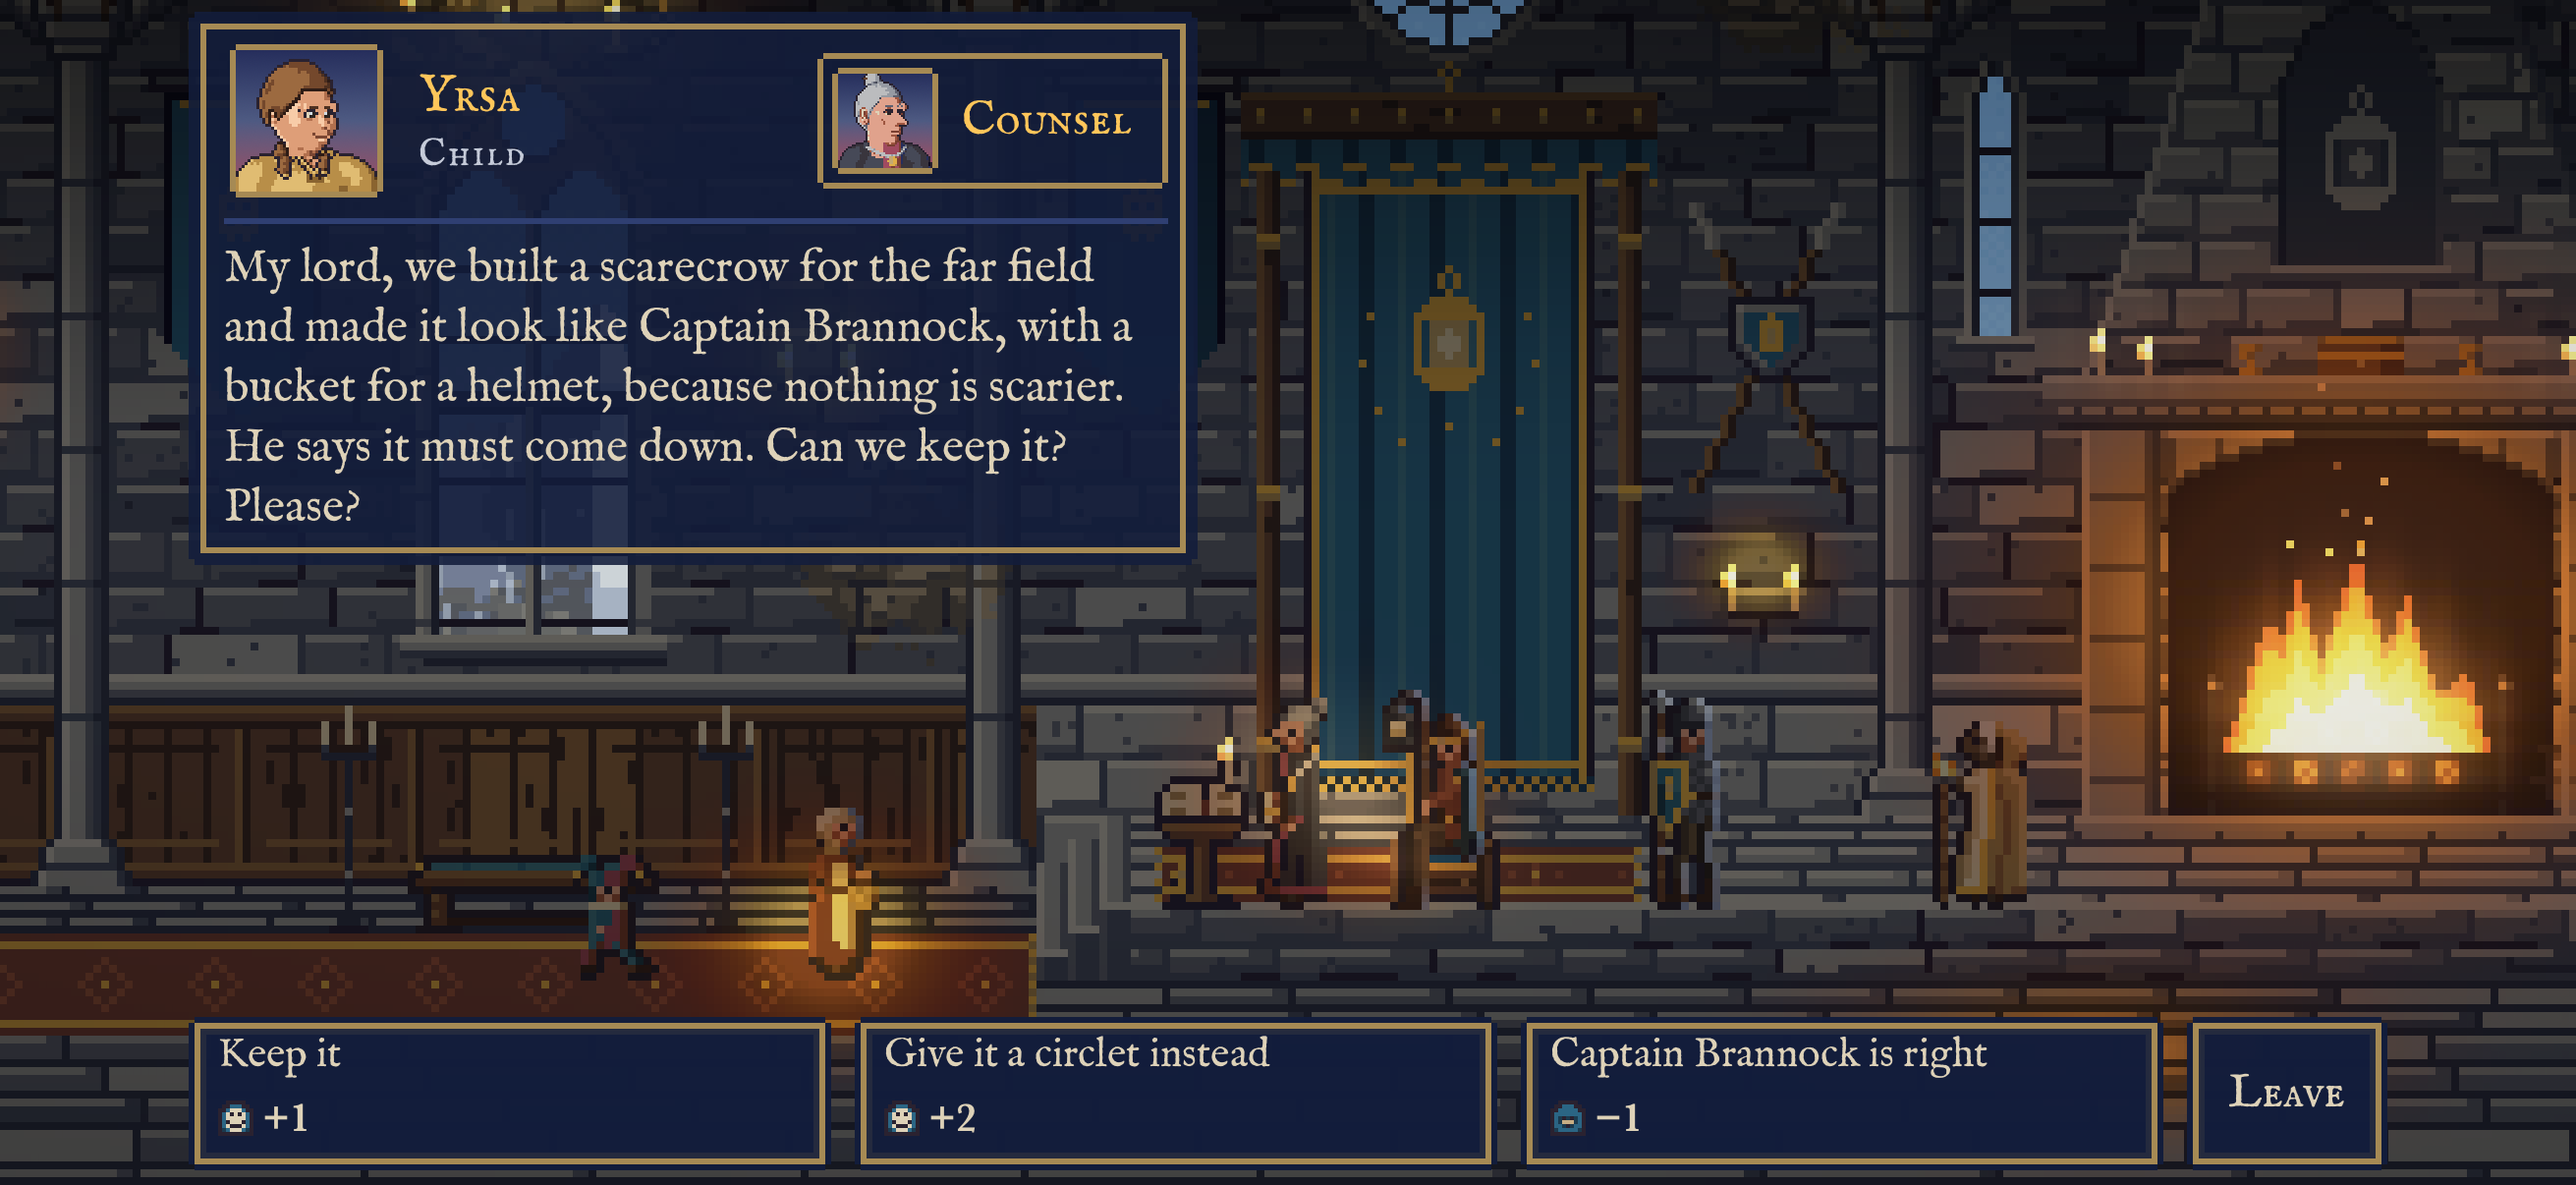 Yrsa
Child
Counsel
My lord, we built a scarecrow for the far field
and made it look like Captain Brannock, with a
bucket for a helmet, because nothing is scarier.
He says it must come down. Can we keep it?
Please?
Keep it
+1
Give it a circlet instead
+2
Captain Brannock is right
−1
Leave